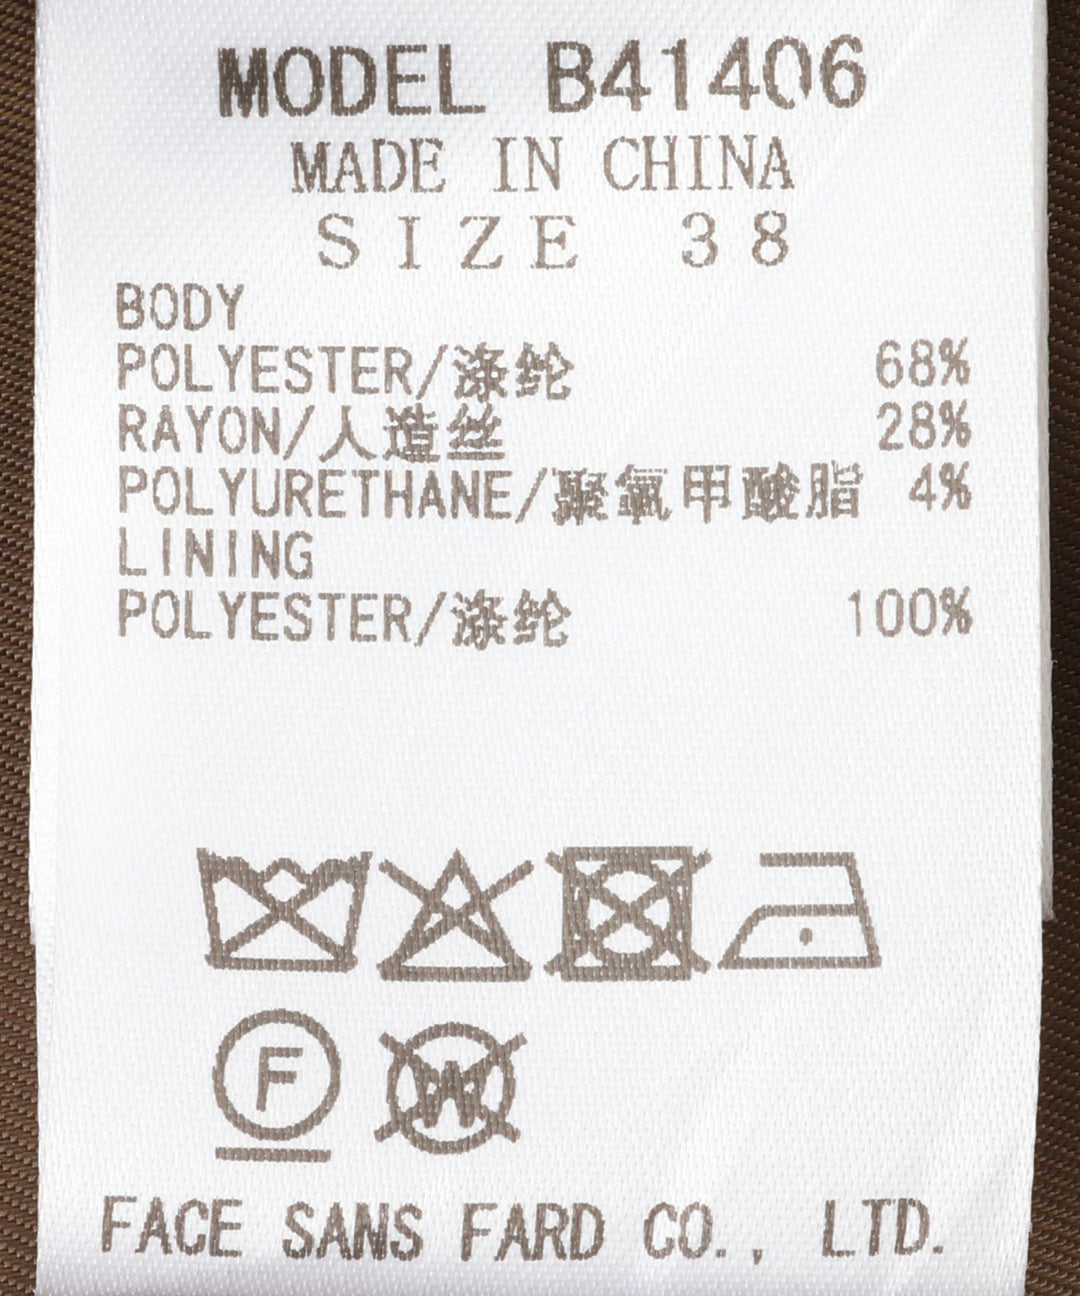 MODEL B41406
MADE IN CHINA
SIZE 38
BODY
POLYESTER/涤纶 68%
RAYON/人造丝 28%
POLYURETHANE/聚氧甲酸脂 4%
LINING
POLYESTER/涤纶 100%
F W
FACE SANS FARD CO., LTD.